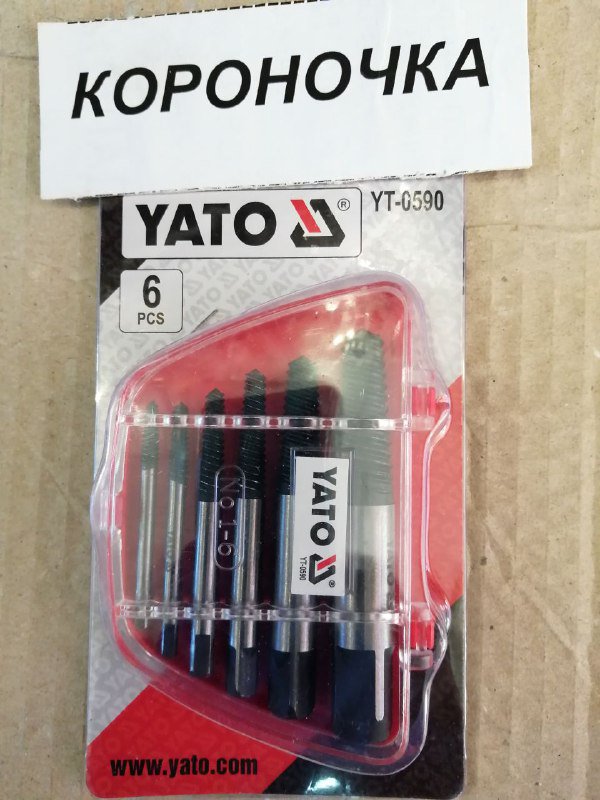 КОРОНОЧКА
YATO ® YT-0590
6
PCS
No 1-6
YATO ®
YT-0590
www.yato.com